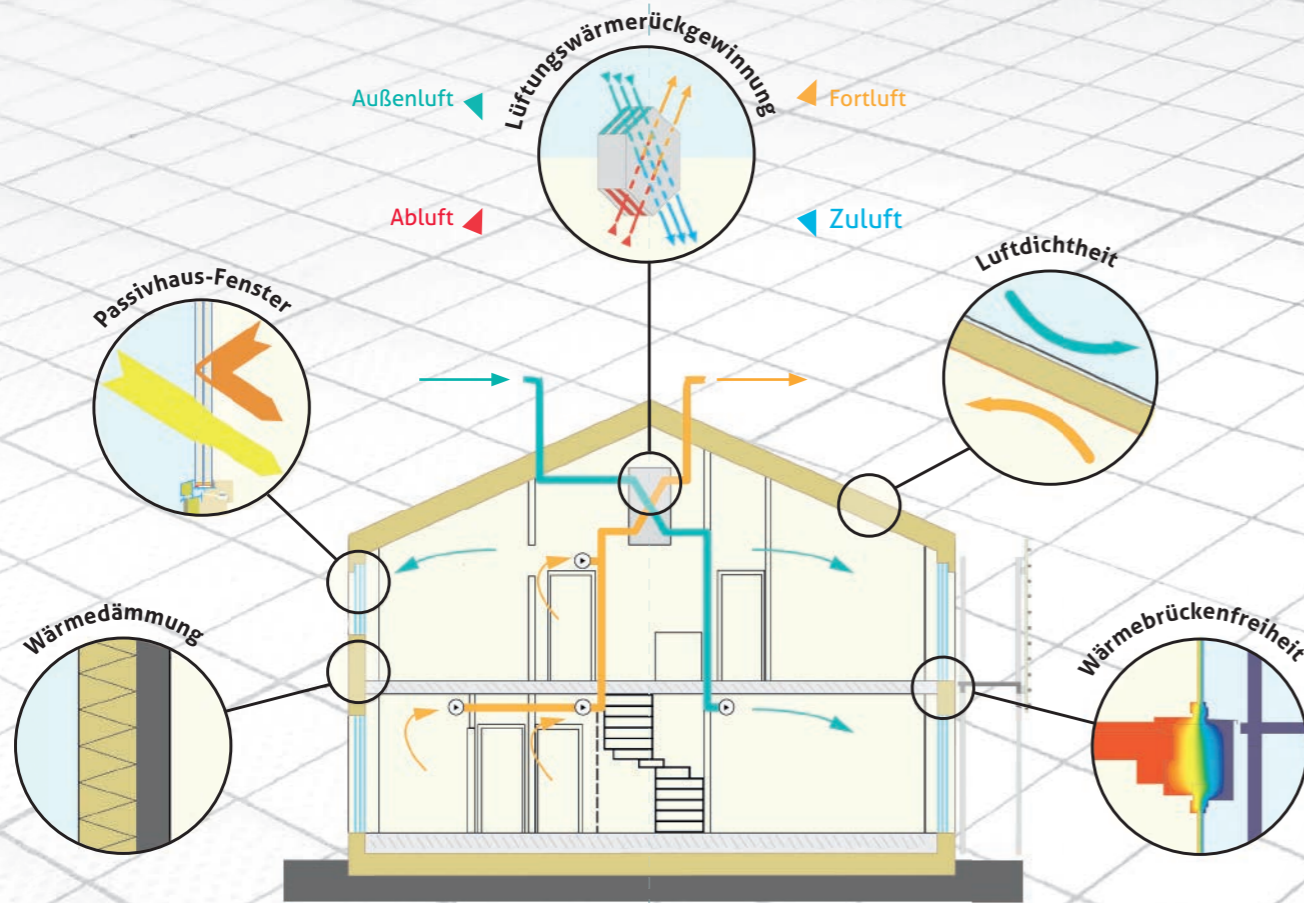 Lüftungswärmerückgewinnung
Außenluft
Fortluft
Abluft
Zuluft
Luftdichtheit
Passivhaus-Fenster
Wärmedämmung
Wärmebrückenfreiheit